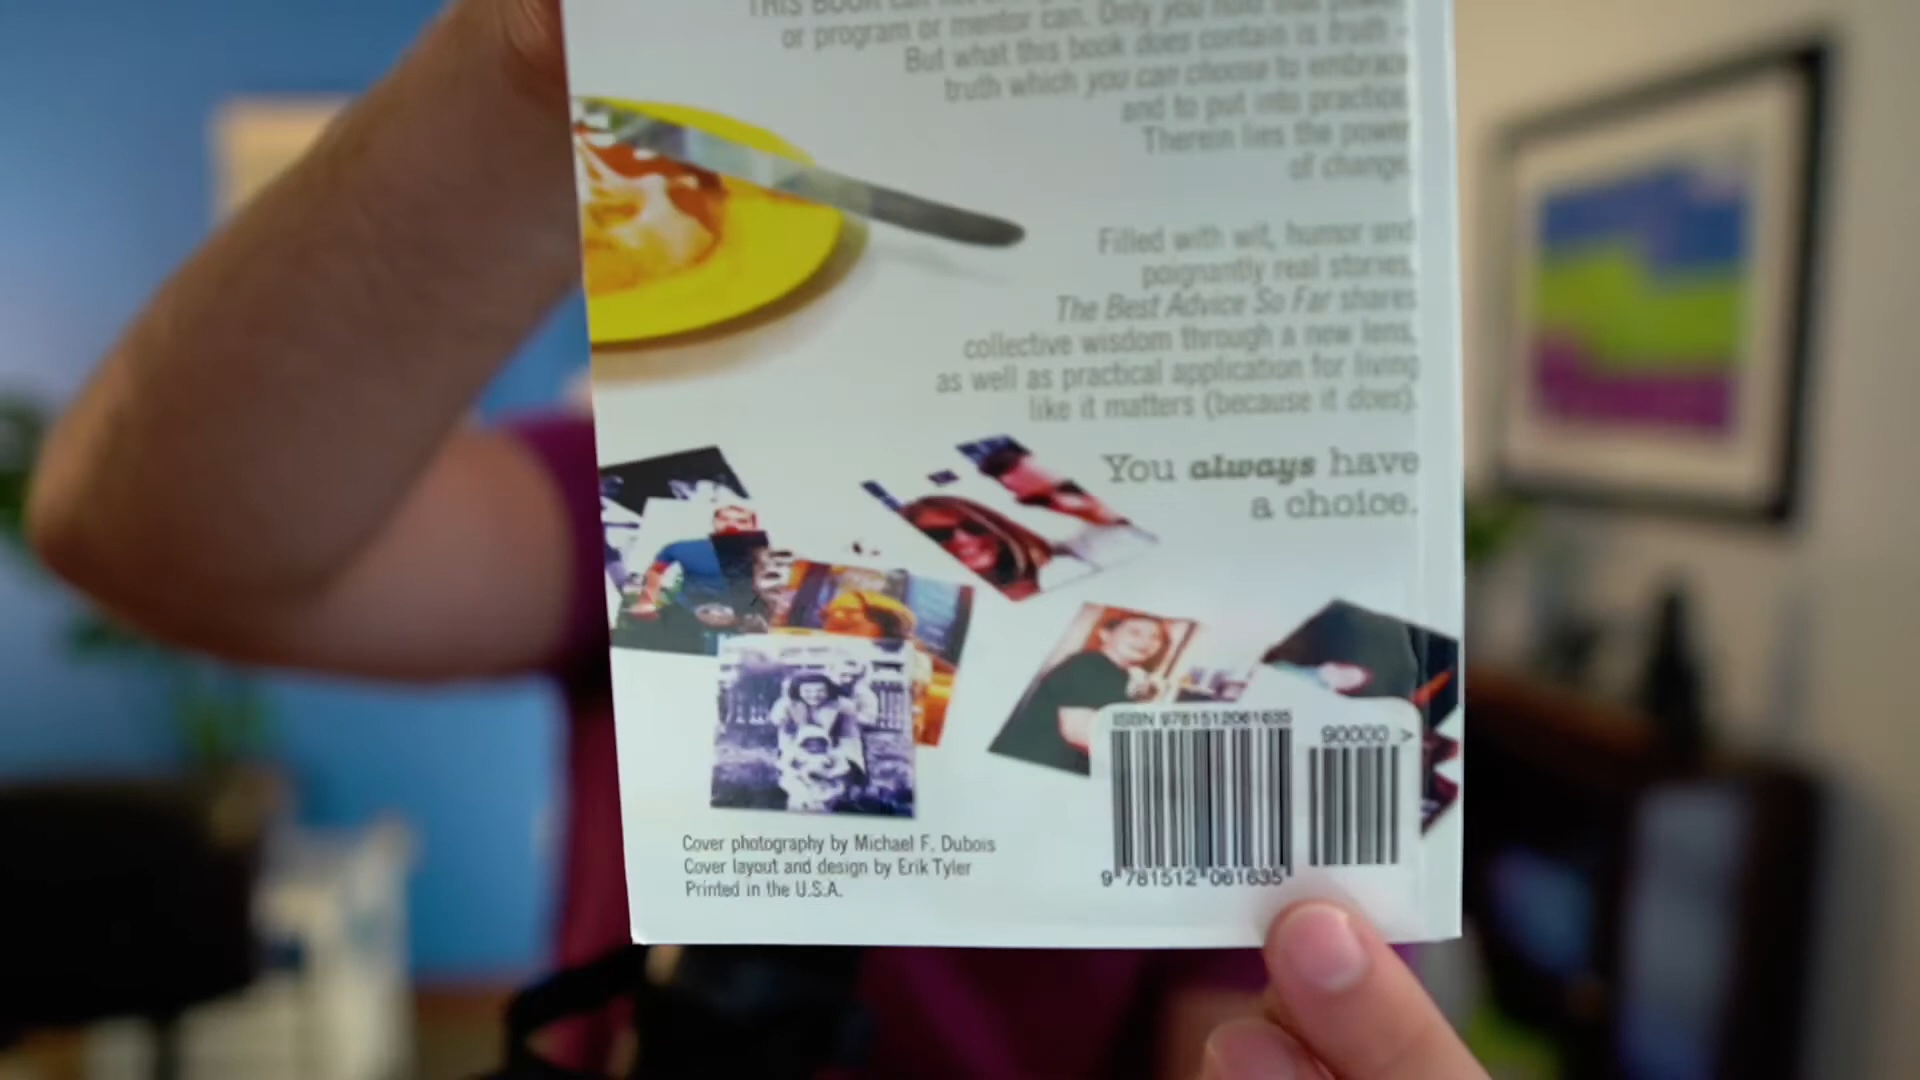 THIS BOOK can
or program or mentor can. Only you hold that power
But what this book does contain is truth -
truth which you can choose to embrace
and to put into practice.
Therein lies the power
of change.
Filled with wit, humor and
poignantly real stories,
The Best Advice So Far shares
collective wisdom through a new lens,
as well as practical application for living
like it matters (because it does).
You always have
a choice.
ISBN 9781512061635
90000 >
9 781512 061635
Cover photography by Michael F. Dubois
Cover layout and design by Erik Tyler
Printed in the U.S.A.